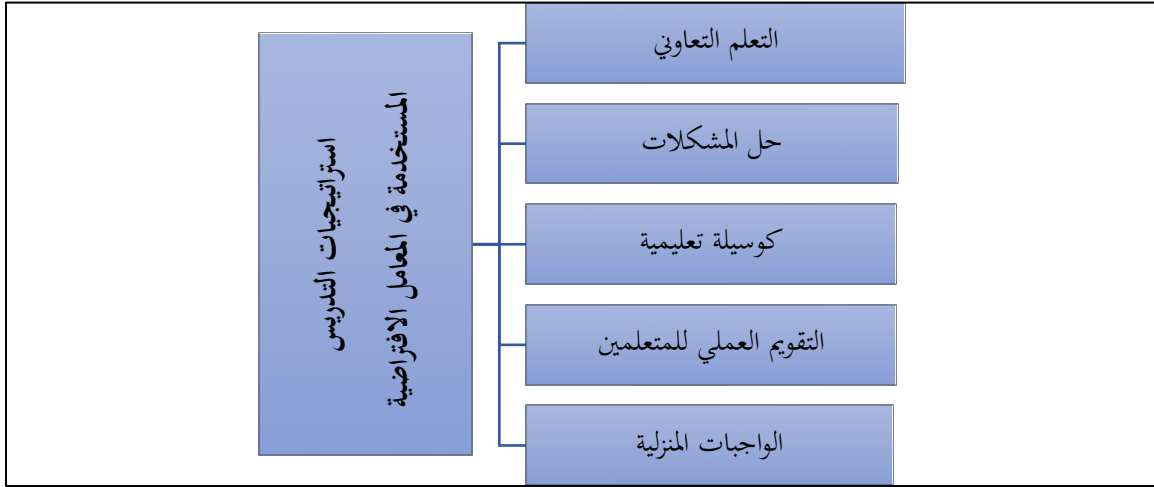 استراتيجيات التدريس
المستخدمة في المعامل الافتراضية
التعلم التعاوني
حل المشكلات
كوسيلة تعليمية
التقويم العملي للمتعلمين
الواجبات المنزلية